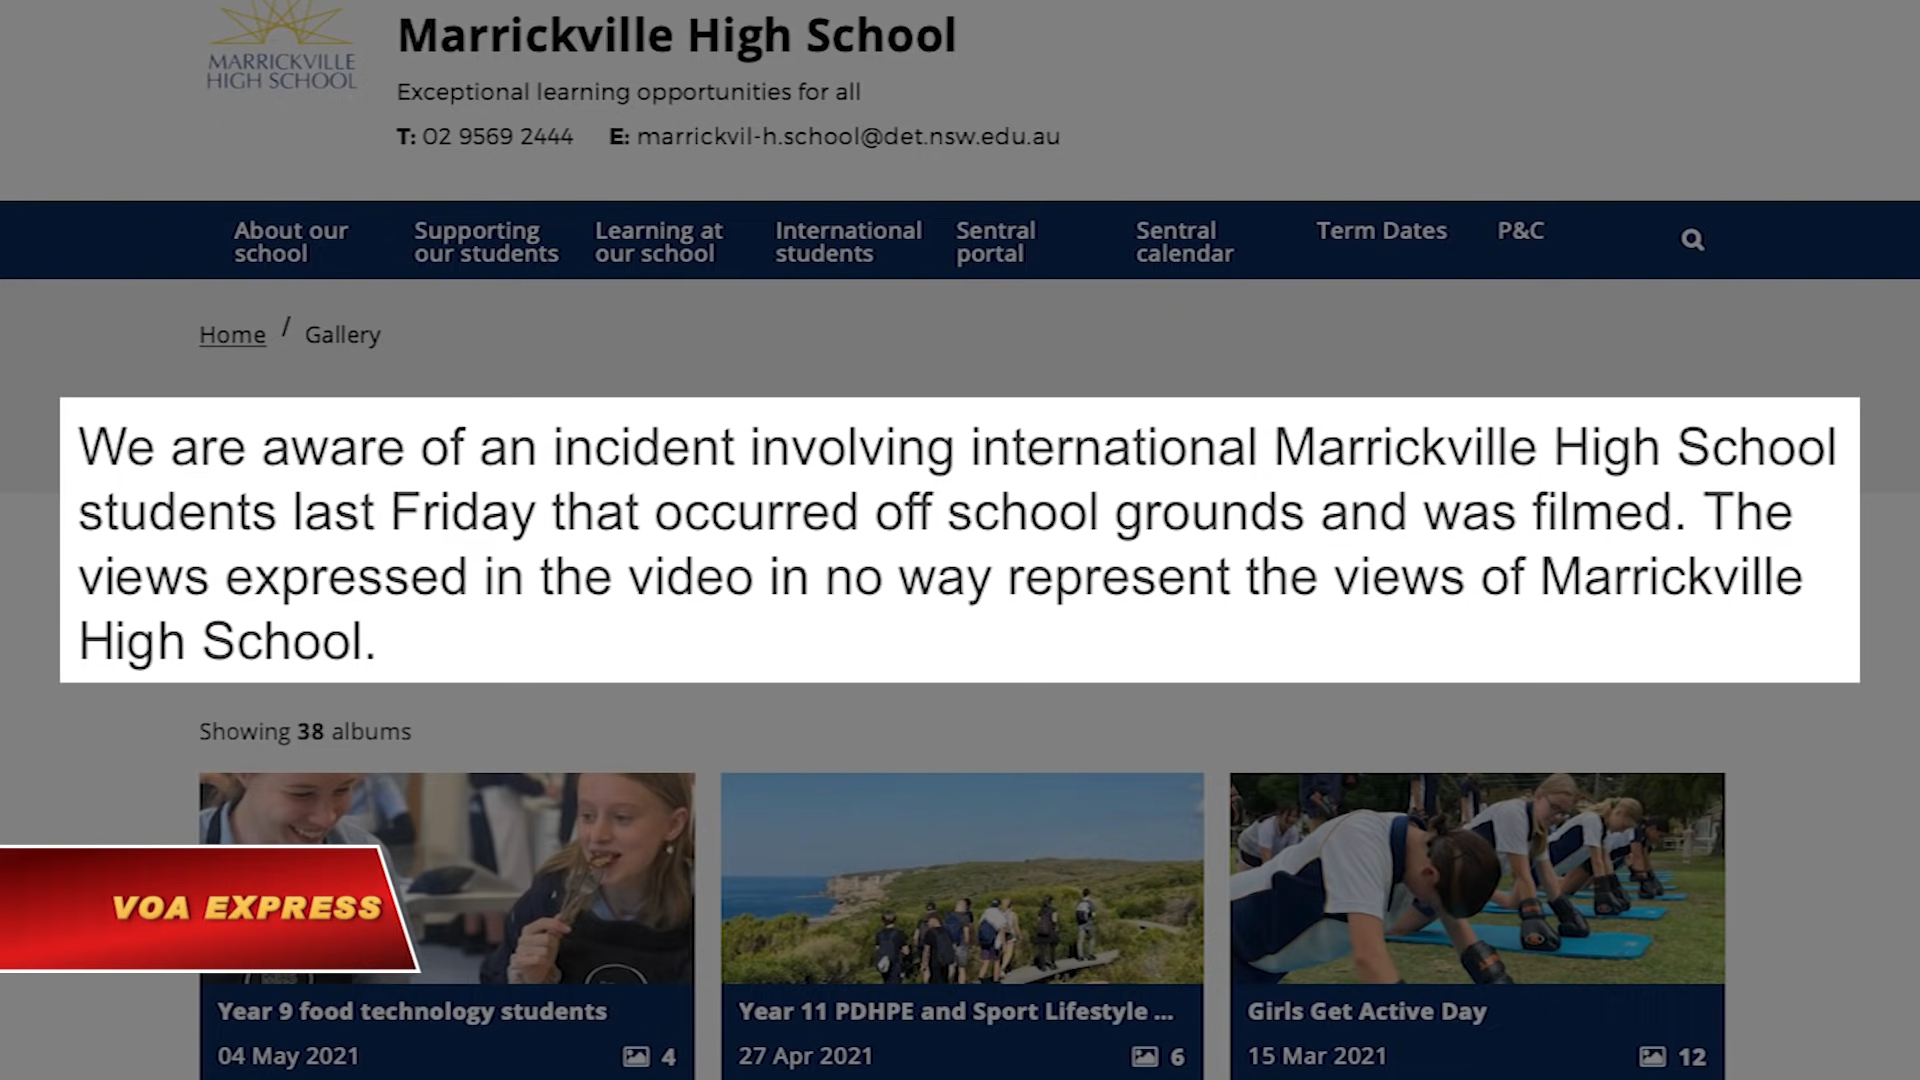 MARRICKVILLE
HIGH SCHOOL
Marrickville High School
Exceptional learning opportunities for all
T: 02 9569 2444 E: marrickvil-h.school@det.nsw.edu.au
About our
school
Supporting
our students
Learning at
our school
International
students
Sentral
portal
Sentral
calendar
Term Dates
P&C
Home / Gallery
We are aware of an incident involving international Marrickville High School
students last Friday that occurred off school grounds and was filmed. The
views expressed in the video in no way represent the views of Marrickville
High School.
Showing 38 albums
VOA EXPRESS
Year 9 food technology students
04 May 2021 4
Year 11 PDHPE and Sport Lifestyle ...
27 Apr 2021 6
Girls Get Active Day
15 Mar 2021 12